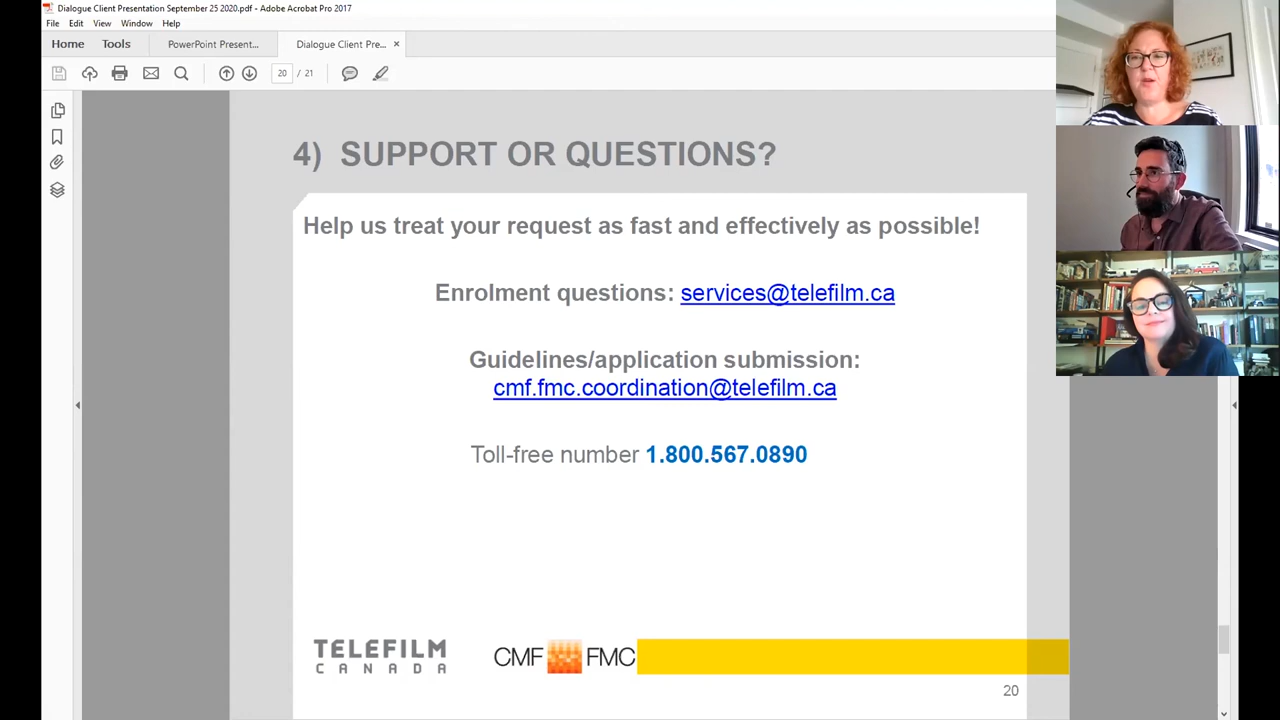 Dialogue Client Presentation September 25 2020.pdf - Adobe Acrobat Pro 2017
File Edit View Window Help
Home Tools PowerPoint Present... Dialogue Client Pre... ×
20 / 21
4) SUPPORT OR QUESTIONS?
Help us treat your request as fast and effectively as possible!
Enrolment questions: services@telefilm.ca
Guidelines/application submission:
cmf.fmc.coordination@telefilm.ca
Toll-free number 1.800.567.0890
TELEFILM
CANADA
CMF FMC
20